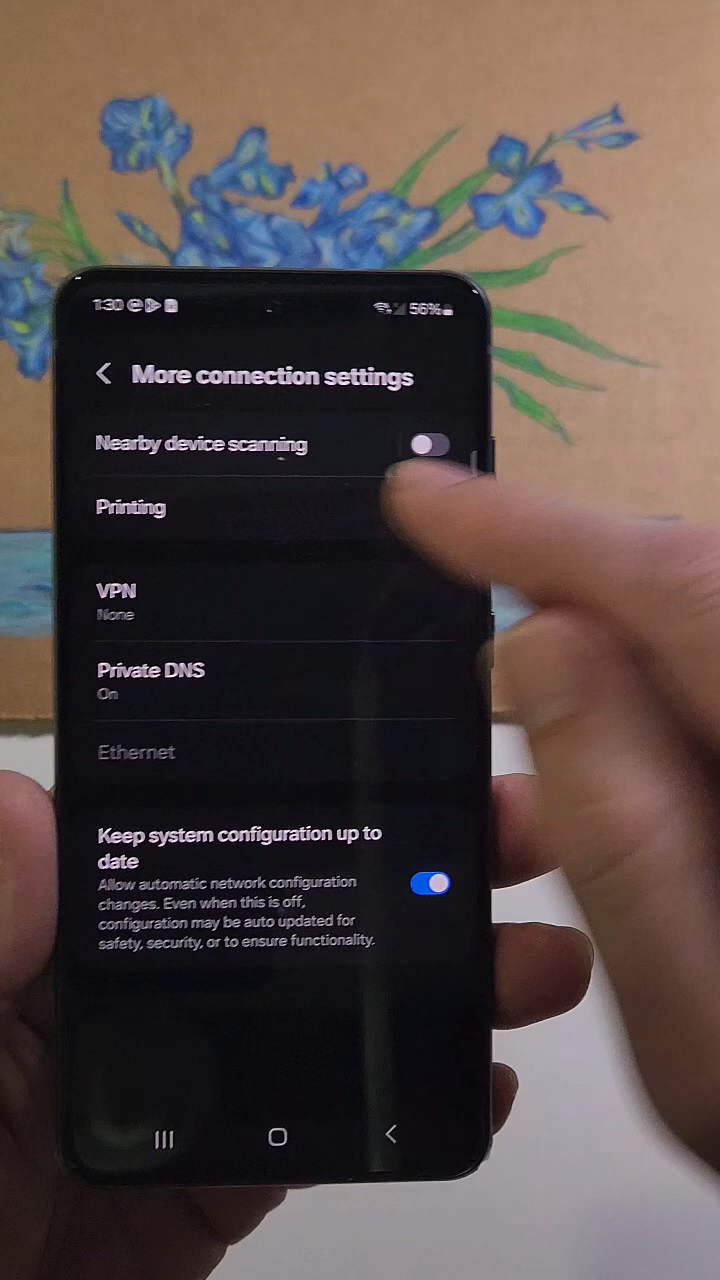 1:30 56%
More connection settings
Nearby device scanning
Printing
VPN
None
Private DNS
On
Ethernet
Keep system configuration up to
date
Allow automatic network configuration
changes. Even when this is off,
configuration may be auto updated for
safety, security, or to ensure functionality.